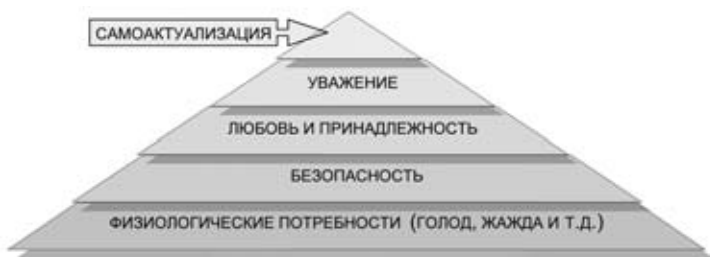 САМОАКТУАЛИЗАЦИЯ
УВАЖЕНИЕ
ЛЮБОВЬ И ПРИНАДЛЕЖНОСТЬ
БЕЗОПАСНОСТЬ
ФИЗИОЛОГИЧЕСКИЕ ПОТРЕБНОСТИ (ГОЛОД, ЖАЖДА И Т.Д.)